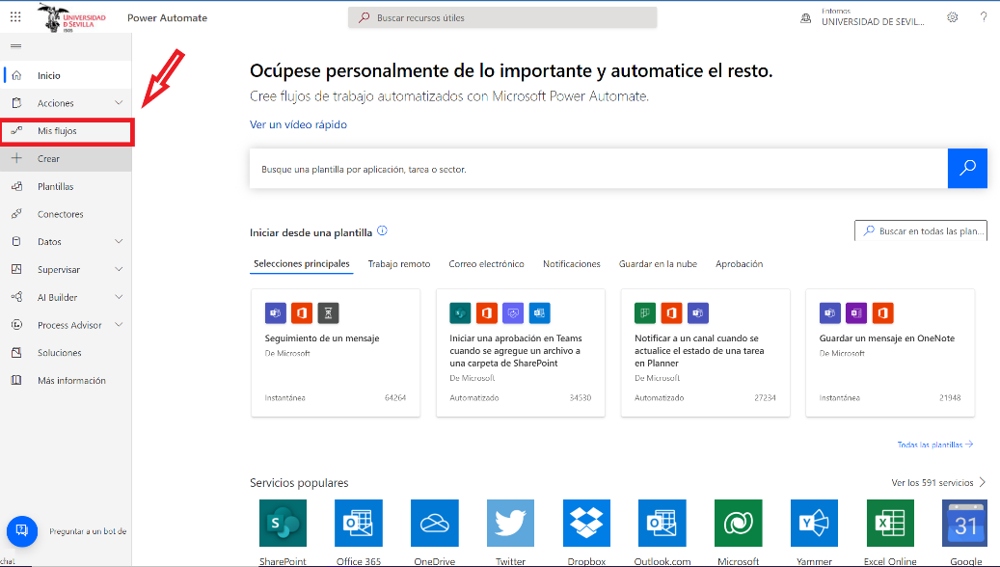 UNIVERSIDAD
D SEVILLA
1505
Power Automate
Buscar recursos útiles
Entornos
UNIVERSIDAD DE SEVIL...
?
Inicio
Acciones
Mis flujos
Crear
Plantillas
Conectores
Datos
Supervisar
AI Builder
Process Advisor
Soluciones
Más información
Preguntar a un bot de
chat
Ocúpese personalmente de lo importante y automatice el resto.
Cree flujos de trabajo automatizados con Microsoft Power Automate.
Ver un vídeo rápido
Busque una plantilla por aplicación, tarea o sector.
Iniciar desde una plantilla
Buscar en todas las plan...
Selecciones principales
Trabajo remoto
Correo electrónico
Notificaciones
Guardar en la nube
Aprobación
Seguimiento de un mensaje
De Microsoft
Instantánea
64264
Iniciar una aprobación en Teams
cuando se agregue un archivo a
una carpeta de SharePoint
De Microsoft
Automatizado
34530
Notificar a un canal cuando se
actualice el estado de una tarea
en Planner
De Microsoft
Automatizado
27234
Guardar un mensaje en OneNote
De Microsoft
Instantánea
21948
Todas las plantillas
Servicios populares
Ver los 591 servicios
31
SharePoint
Office 365
OneDrive
Twitter
Dropbox
Outlook.com
Microsoft
Yammer
Excel Online
Google